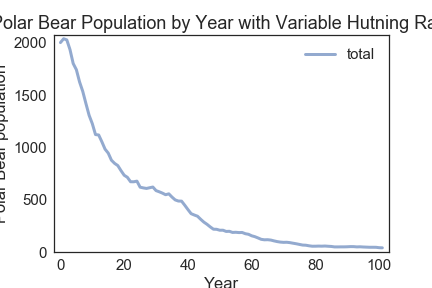 Polar Bear Population by Year with Variable Hutning Ra
total
2000
1500
1000
500
0
Polar Bear population
0 20 40 60 80 100
Year